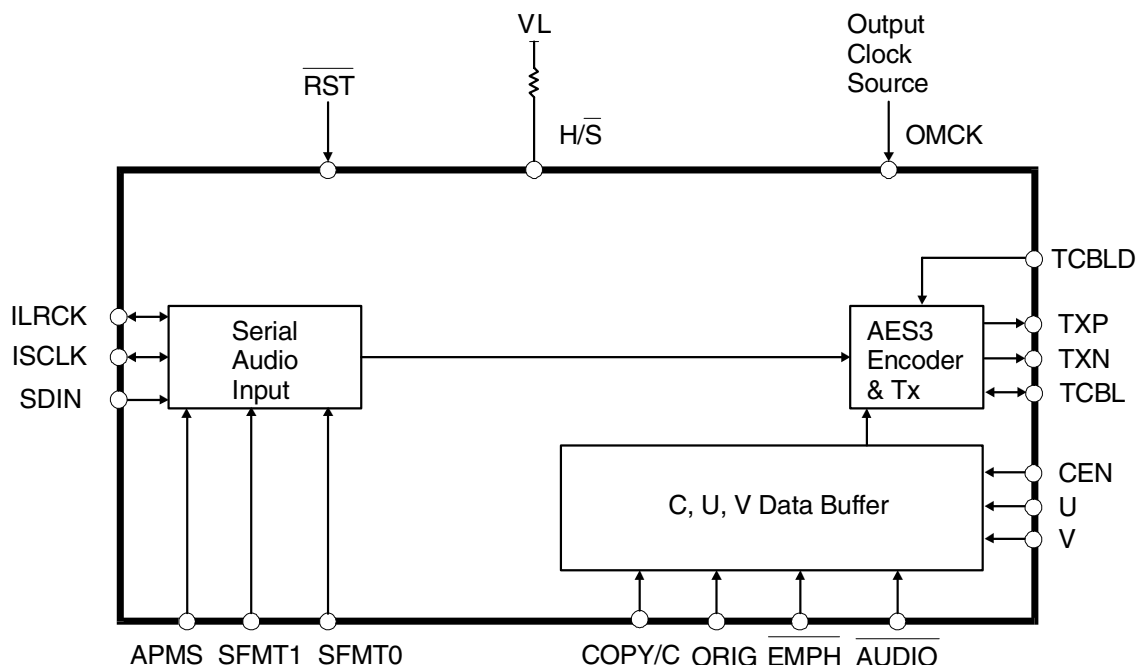 VL
Output
Clock
Source
RST
H/S
OMCK
TCBLD
ILRCK
ISCLK
SDIN
Serial
Audio
Input
AES3
Encoder
& Tx
TXP
TXN
TCBL
C, U, V Data Buffer
CEN
U
V
APMS SFMT1 SFMT0 COPY/C ORIG EMPH AUDIO